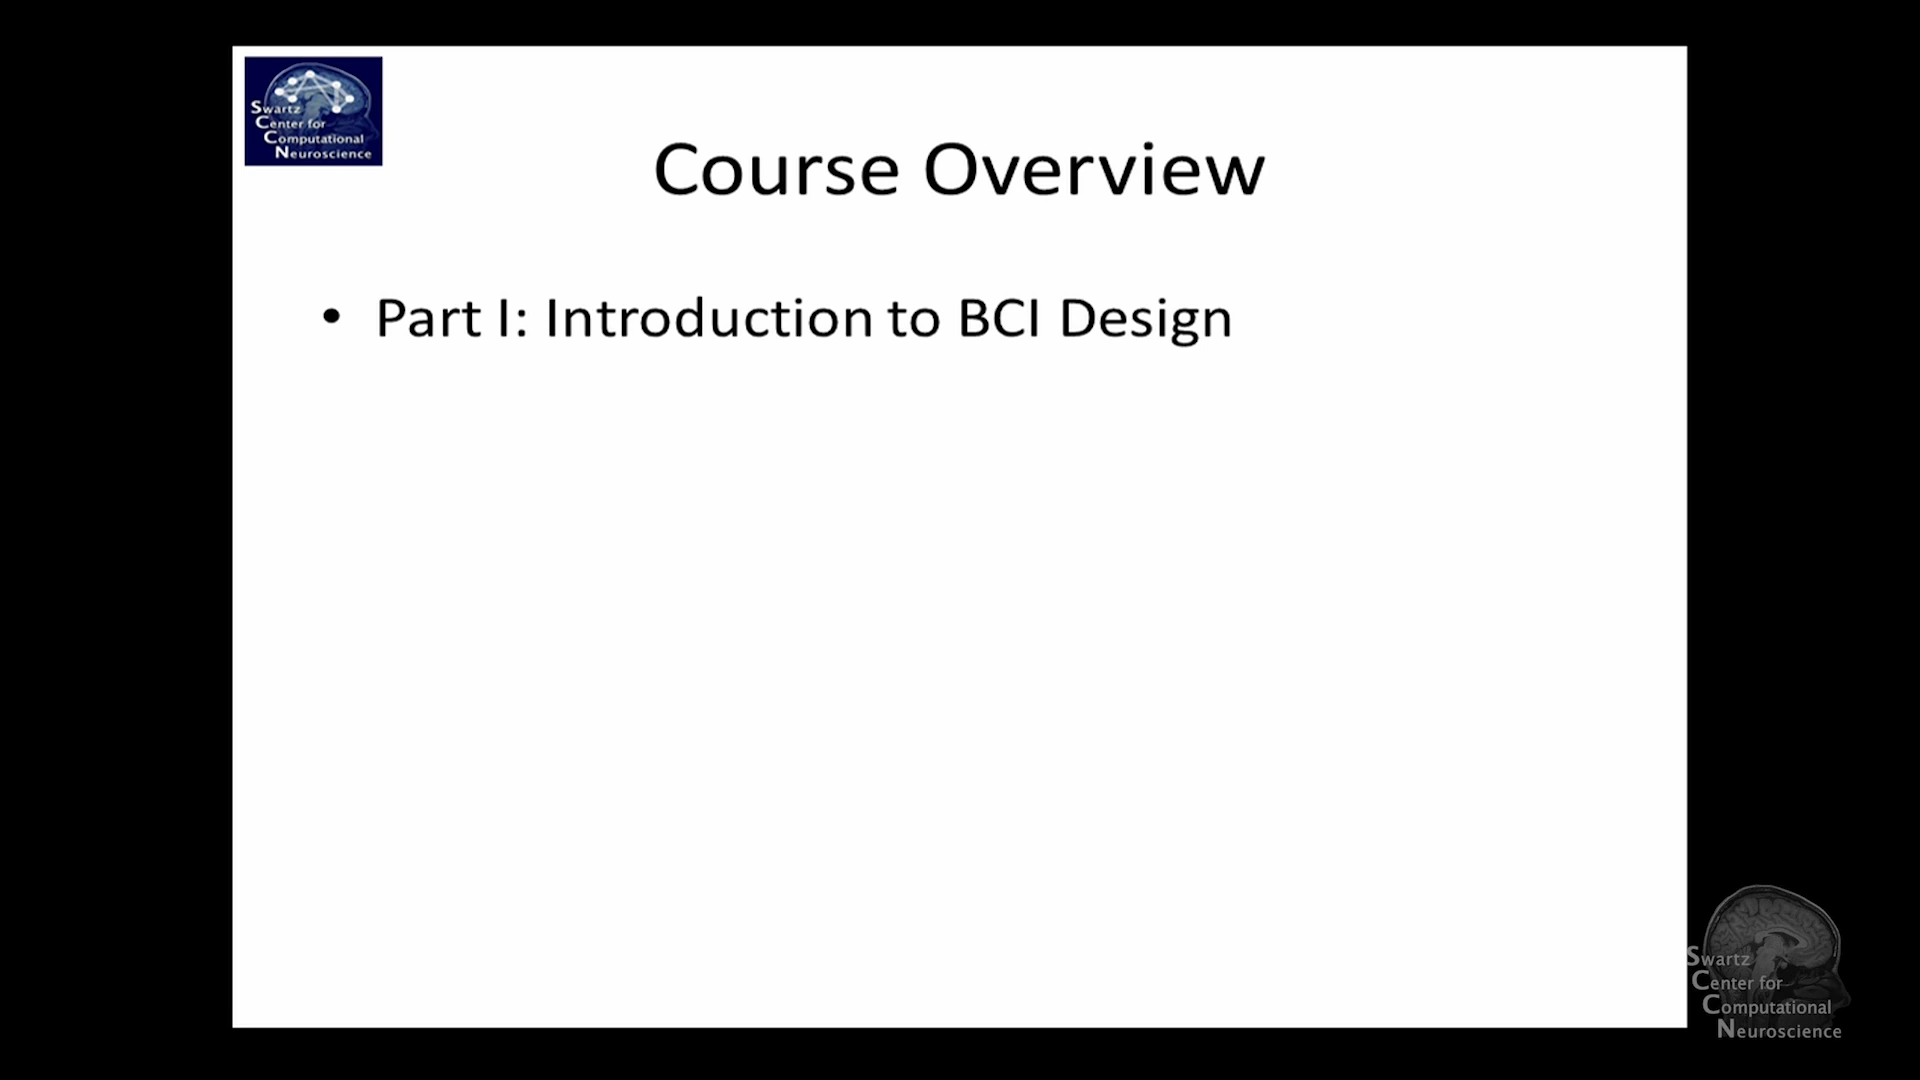 Swartz
Center for
Computational
Neuroscience
Course Overview
• Part I: Introduction to BCI Design
Swartz
Center for
Computational
Neuroscience